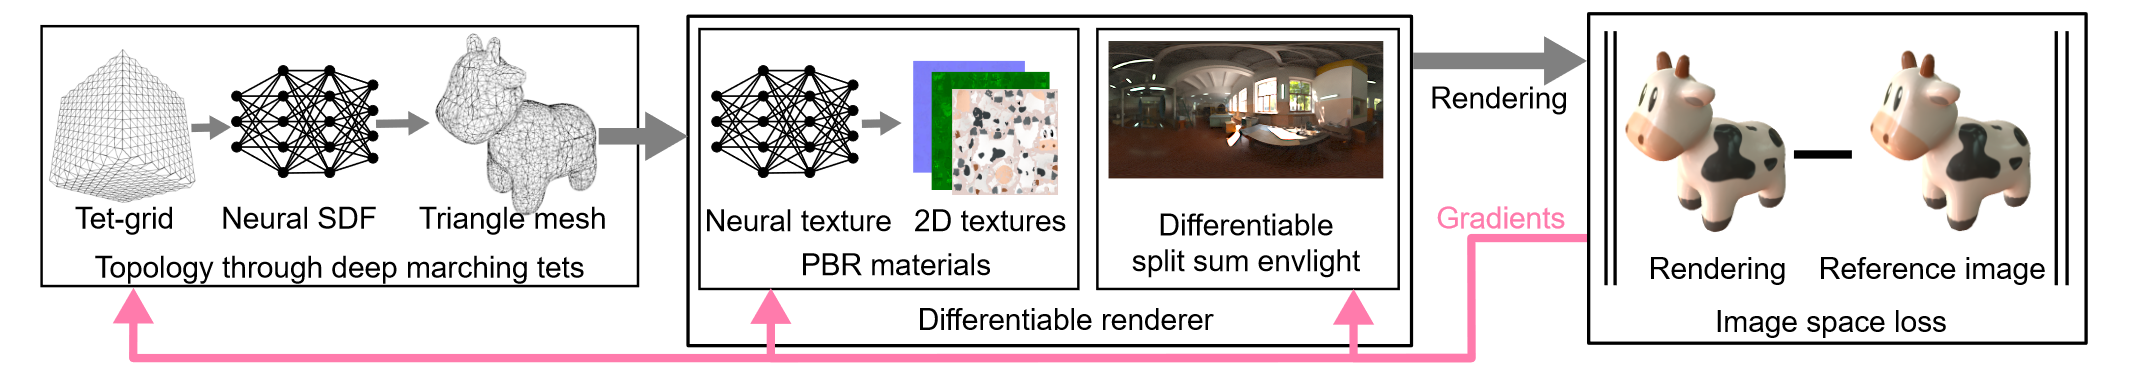 Tet-grid
Neural SDF
Triangle mesh
Topology through deep marching tets
Neural texture
2D textures
PBR materials
Differentiable
split sum envlight
Differentiable renderer
Rendering
Gradients
Rendering
Reference image
Image space loss